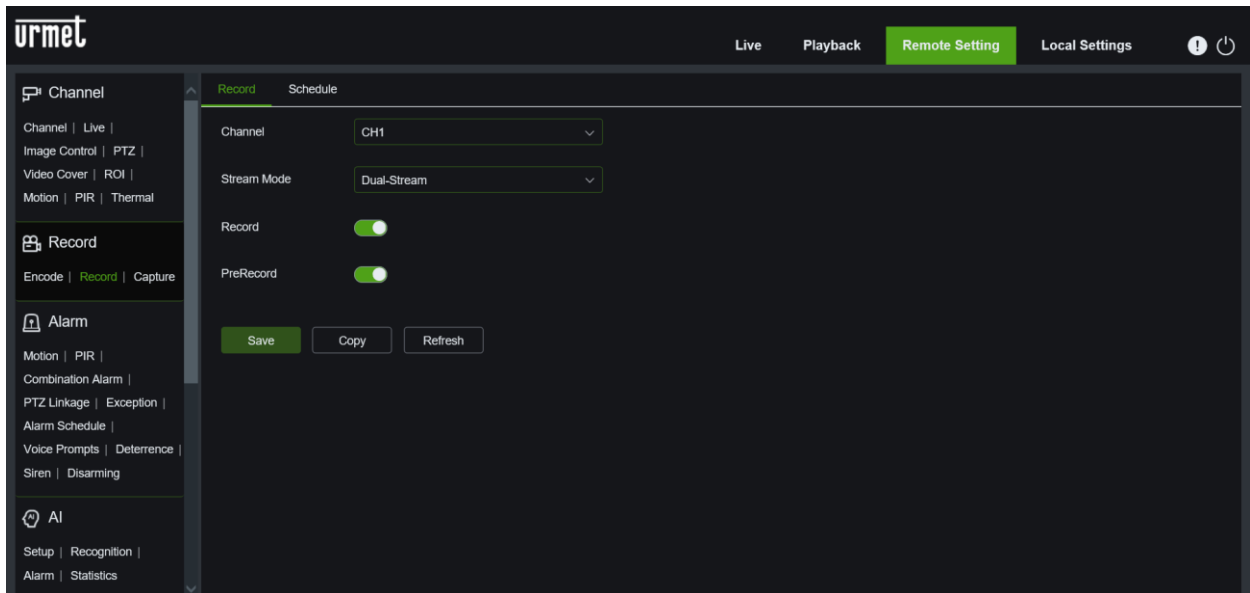 urmet
Live Playback Remote Setting Local Settings
Channel
Channel | Live |
Image Control | PTZ |
Video Cover | ROI |
Motion | PIR | Thermal
Record
Encode | Record | Capture
Alarm
Motion | PIR |
Combination Alarm |
PTZ Linkage | Exception |
Alarm Schedule |
Voice Prompts | Deterrence |
Siren | Disarming
AI
Setup | Recognition |
Alarm | Statistics
Record Schedule
Channel CH1
Stream Mode Dual-Stream
Record
PreRecord
Save Copy Refresh